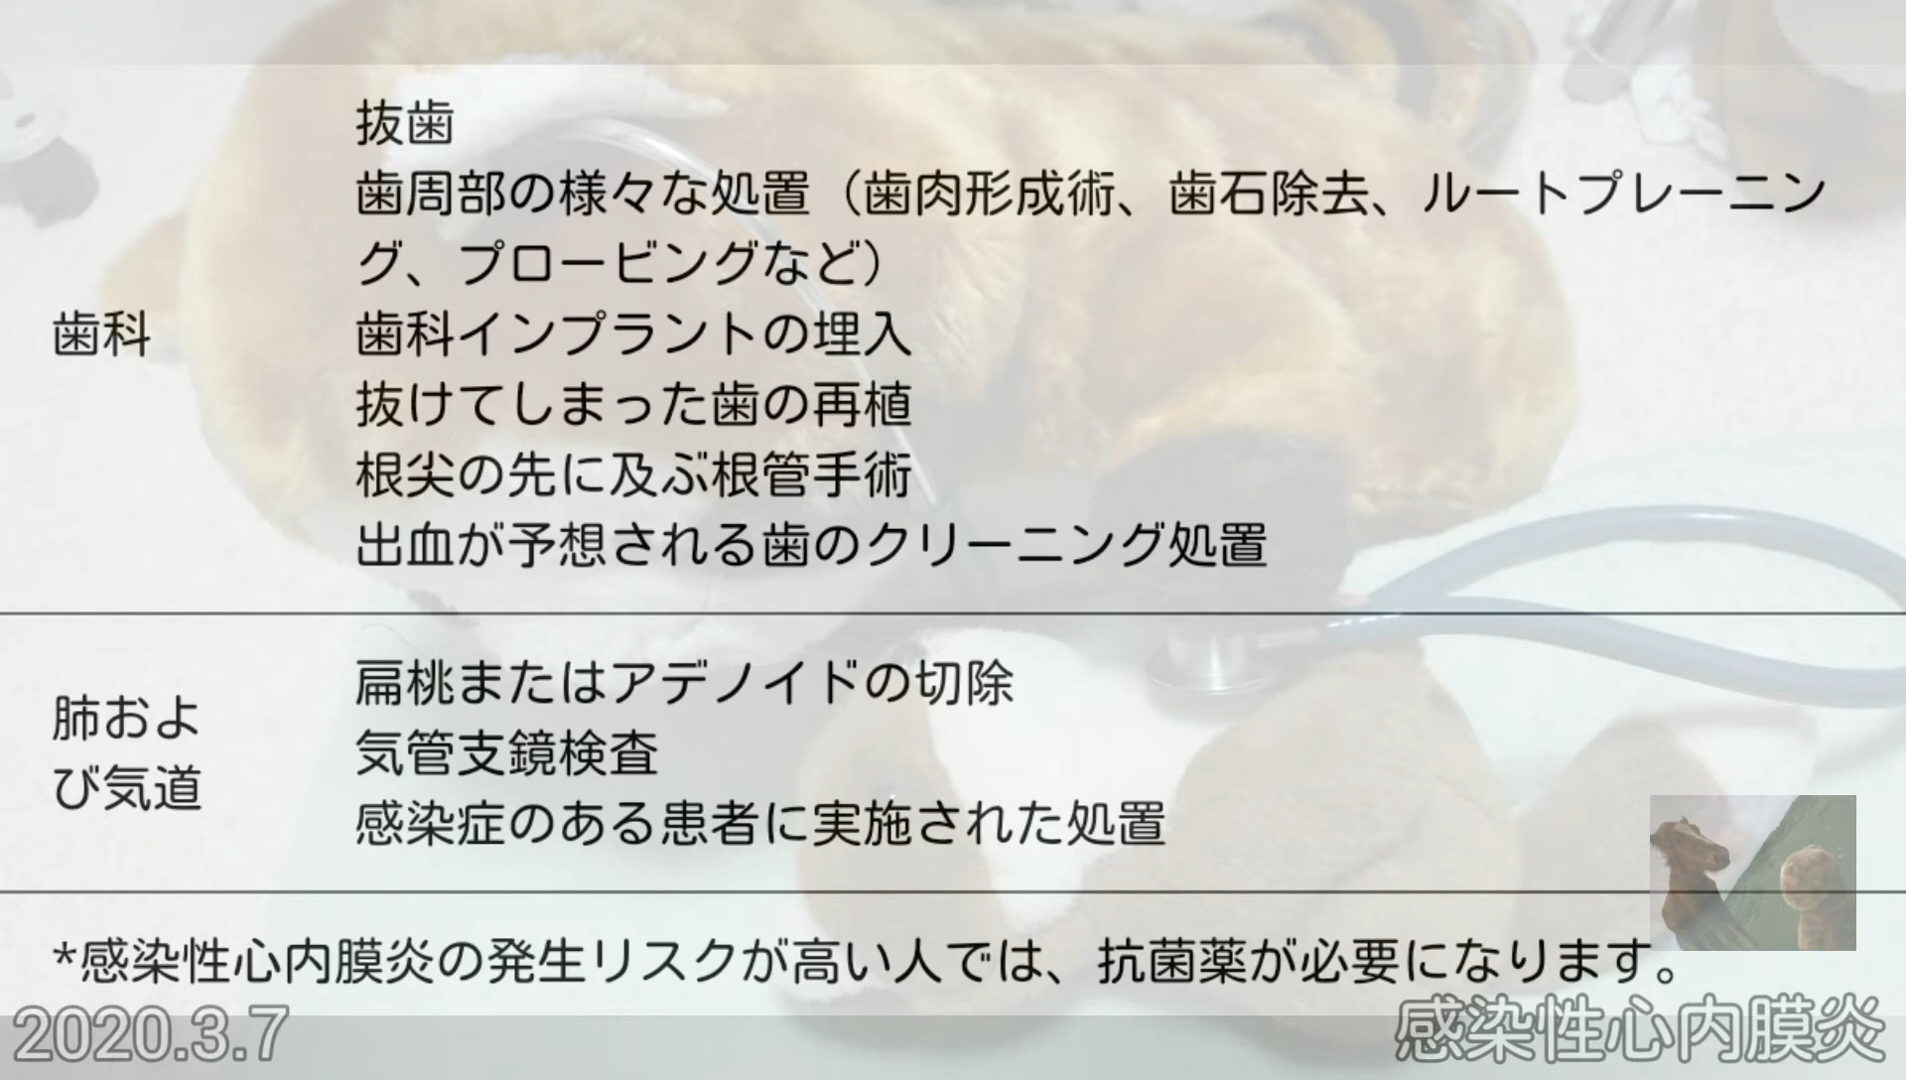 抜歯
歯周部の様々な処置（歯肉形成術、歯石除去、ルートプレーニン
グ、プロービングなど）
歯科
歯科インプラントの埋入
抜けてしまった歯の再植
根尖の先に及ぶ根管手術
出血が予想される歯のクリーニング処置
肺およ
び気道
扁桃またはアデノイドの切除
気管支鏡検査
感染症のある患者に実施された処置
*感染性心内膜炎の発生リスクが高い人では、抗菌薬が必要になります。
2020.3.7
感染性心内膜炎